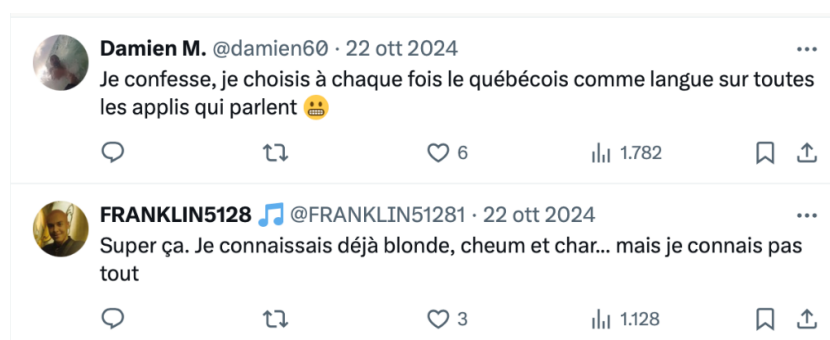 Damien M. @damien60 · 22 ott 2024
Je confesse, je choisis à chaque fois le québécois comme langue sur toutes
les applis qui parlent 😬
6 1.782
FRANKLIN5128 🎵 @FRANKLIN51281 · 22 ott 2024
Super ça. Je connaissais déjà blonde, cheum et char... mais je connais pas
tout
3 1.128